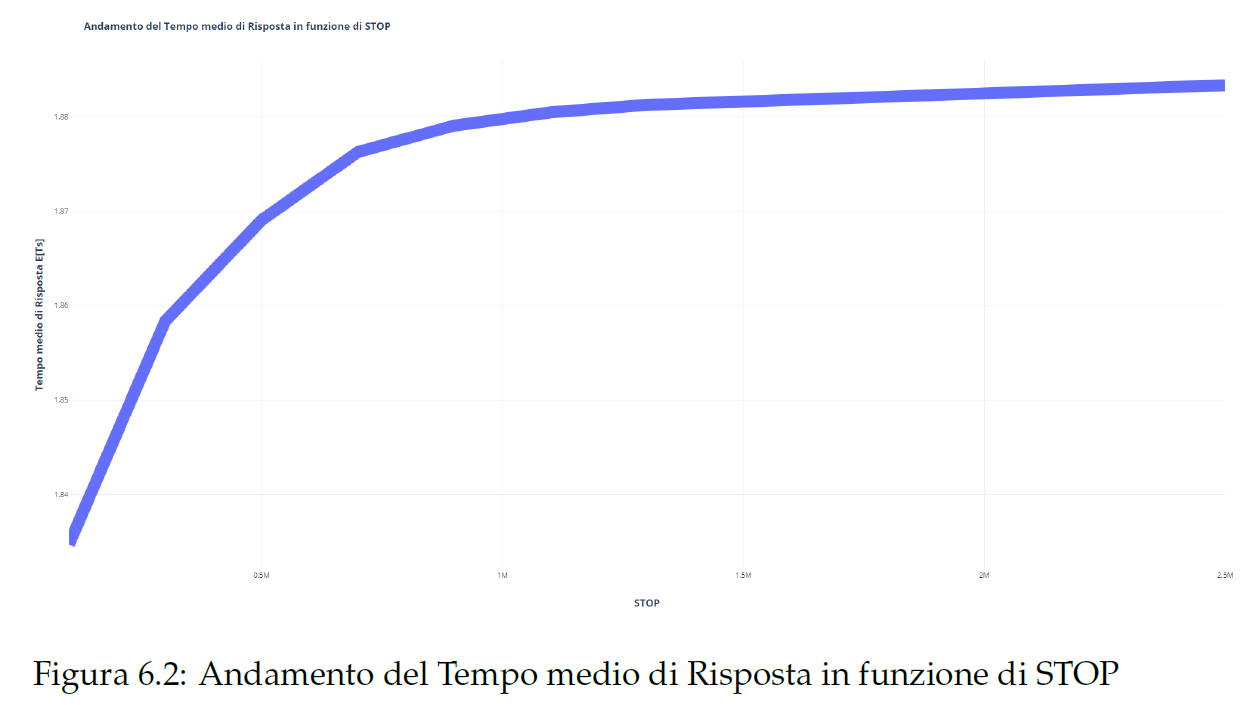 Andamento del Tempo medio di Risposta in funzione di STOP
1.88
1.87
1.86
1.85
1.84
Tempo medio di Risposta E[Ts]
0.5M
1M
1.5M
2M
2.5M
STOP
Figura 6.2: Andamento del Tempo medio di Risposta in funzione di STOP